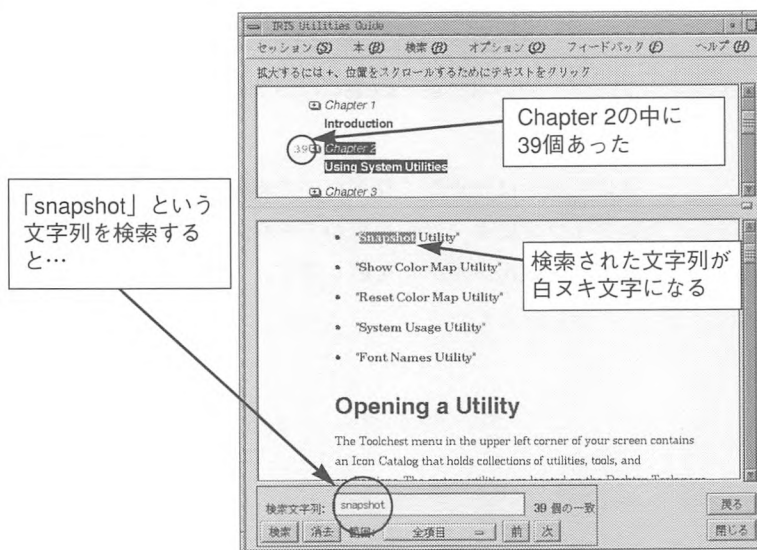 IRIS Utilities Guide
セッション(S) 本(B) 検索(R) オプション(O) フィードバック(F) ヘルプ(H)
拡大するには+、位置をスクロールするためにテキストをクリック
Chapter 1
Introduction
39 Chapter 2
Using System Utilities
Chapter 3
Chapter 2の中に
39個あった
「snapshot」という
文字列を検索する
と…
• "Snapshot Utility"
• "Show Color Map Utility"
• "Reset Color Map Utility"
• "System Usage Utility"
• "Font Names Utility"
検索された文字列が
白ヌキ文字になる
Opening a Utility
The Toolchest menu in the upper left corner of your screen contains
an Icon Catalog that holds collections of utilities, tools, and
検索文字列: snapshot 39 個の一致 戻る
検索 消去 範囲: 全項目 前 次 閉じる